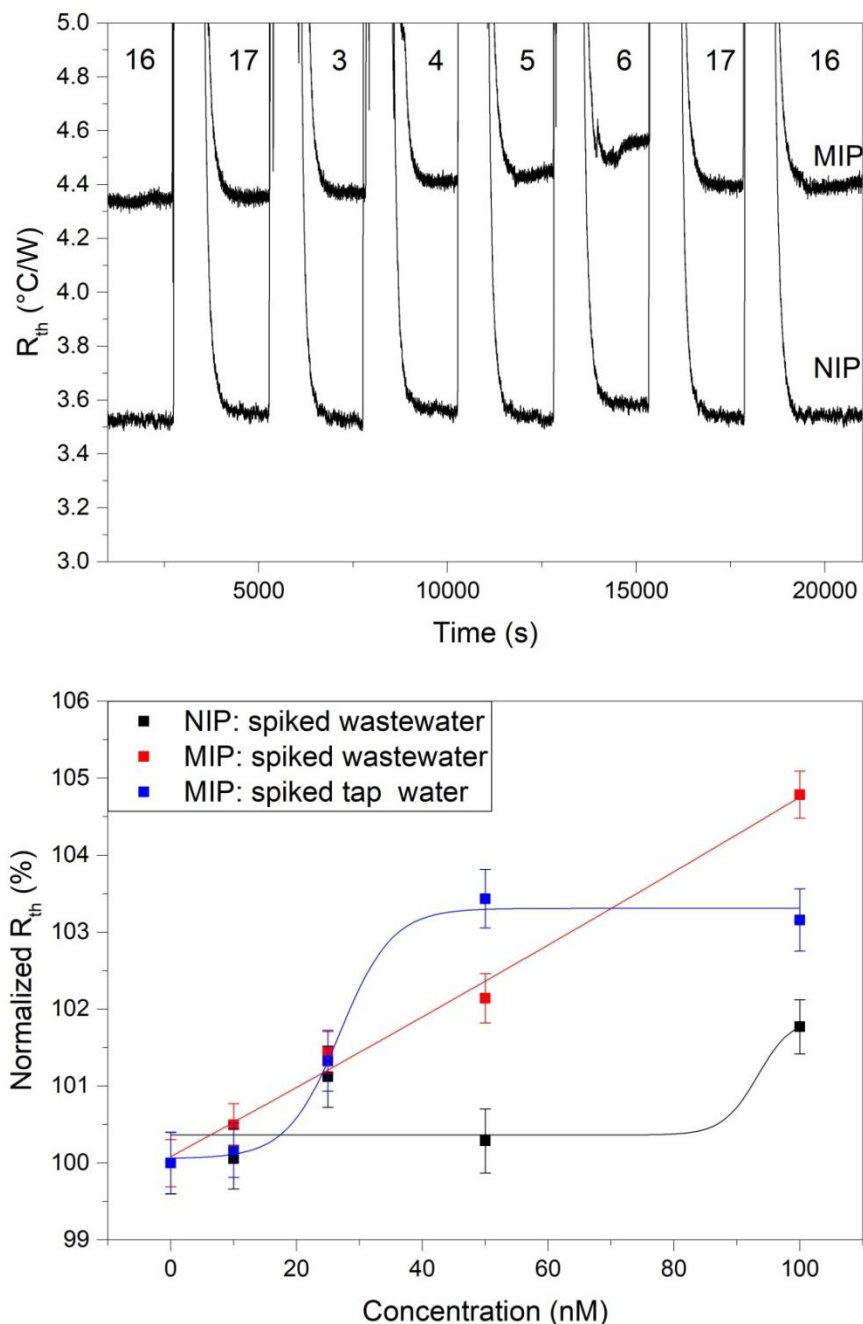 5.0
16 17 3 4 5 6 17 16
4.8
4.6
MIP
4.4
4.2
4.0
3.8
NIP
3.6
3.4
3.2
3.0
R_th (°C/W)
5000 10000 15000 20000
Time (s)
106
NIP: spiked wastewater
MIP: spiked wastewater
MIP: spiked tap water
105
104
103
102
101
100
99
Normalized R_th (%)
0 20 40 60 80 100
Concentration (nM)